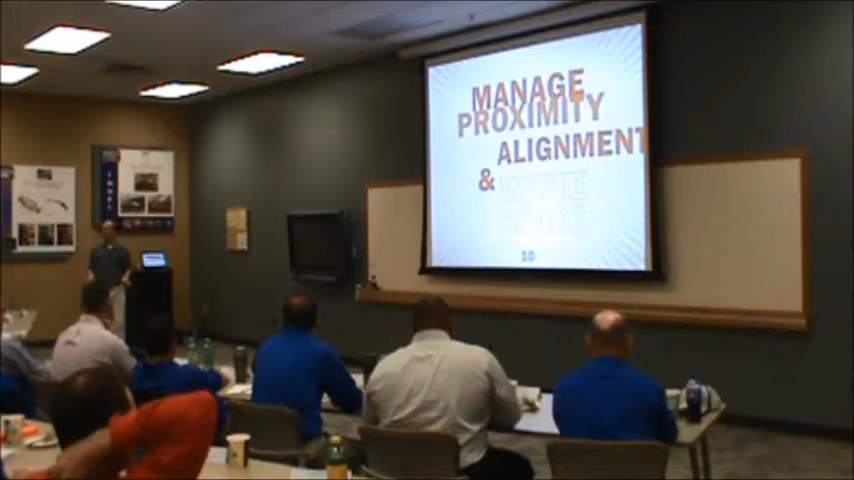 MANAGE
PROXIMITY
ALIGNMENT
&
10